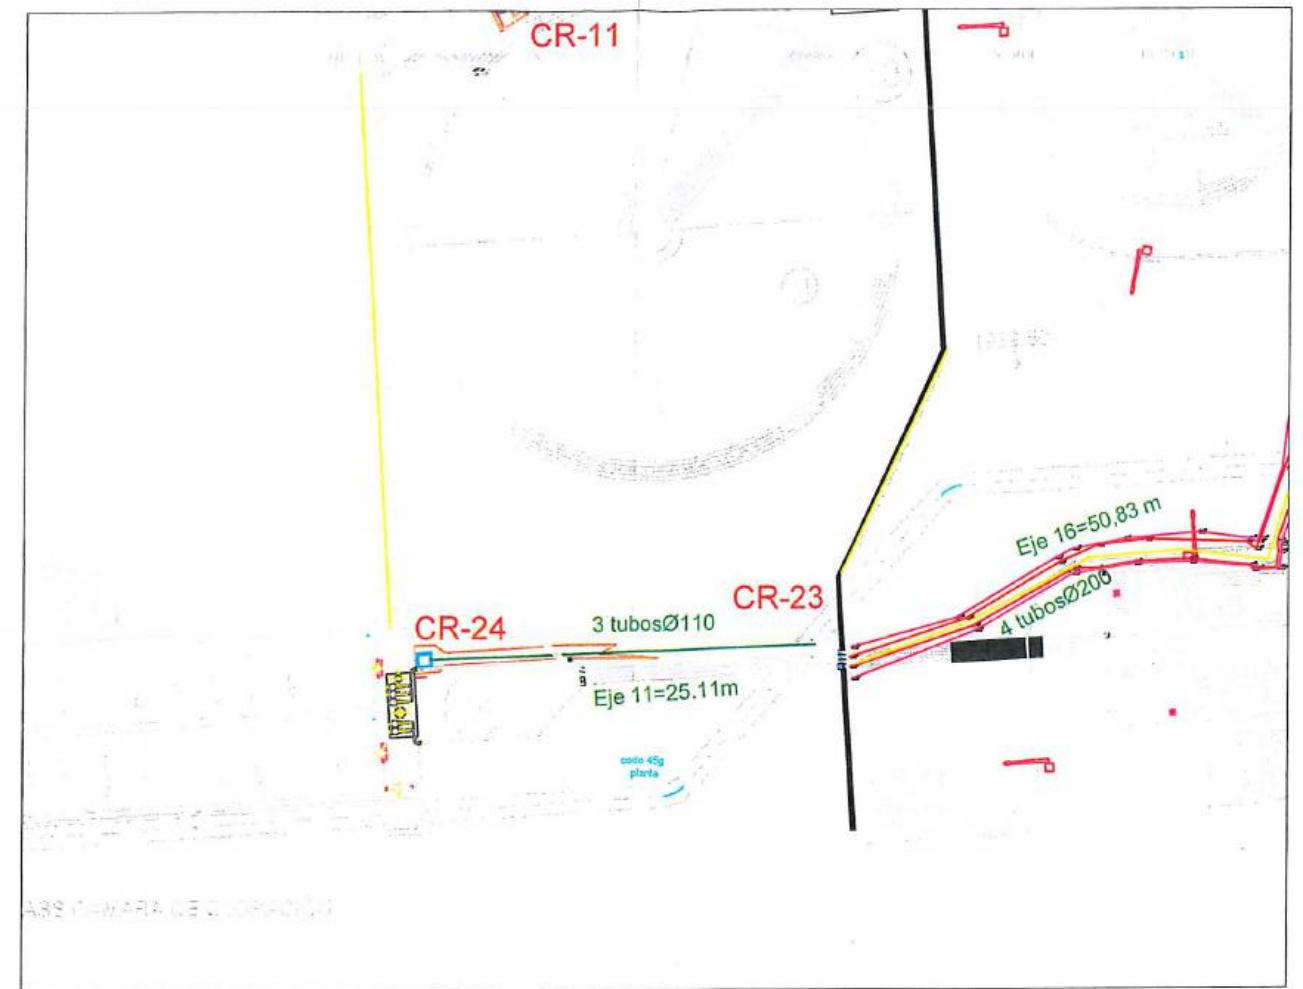 CR-11
Eje 16=50,83 m
4 tubosØ200
CR-23
CR-24
3 tubosØ110
Eje 11=25.11m
codo 45g
planta